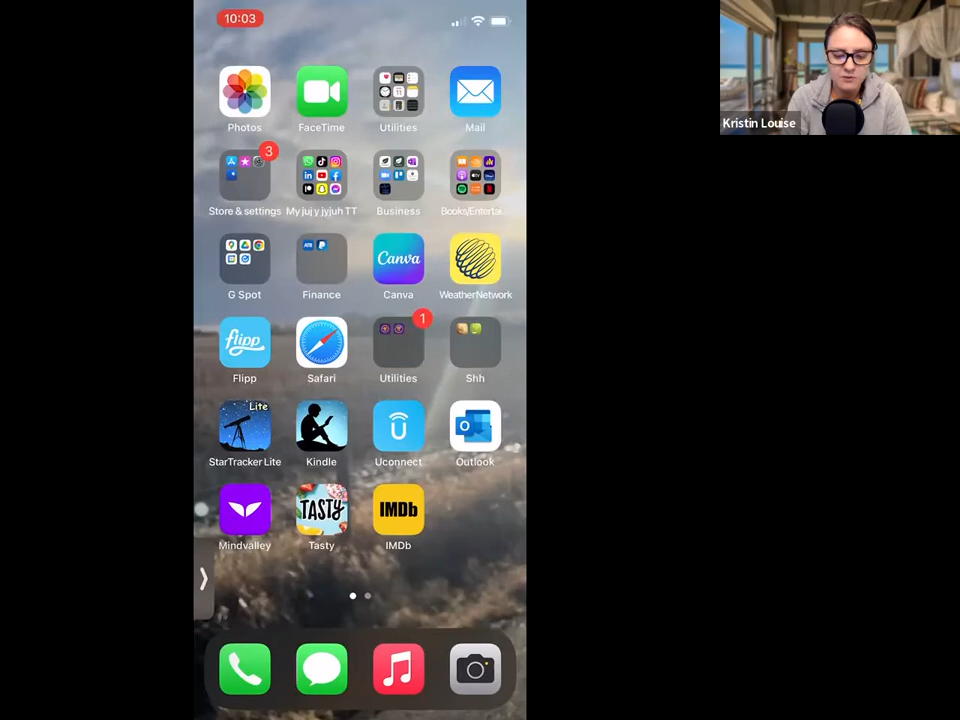 10:03
Kristin Louise
Photos FaceTime Utilities Mail
3
Store & settings My juj y jyjuh TT Business Books/Entertai...
Canva
G Spot Finance Canva WeatherNetwork
1
flipp
Flipp Safari Utilities Shh
Lite
StarTracker Lite Kindle Uconnect Outlook
TASTY IMDb
Mindvalley Tasty IMDb